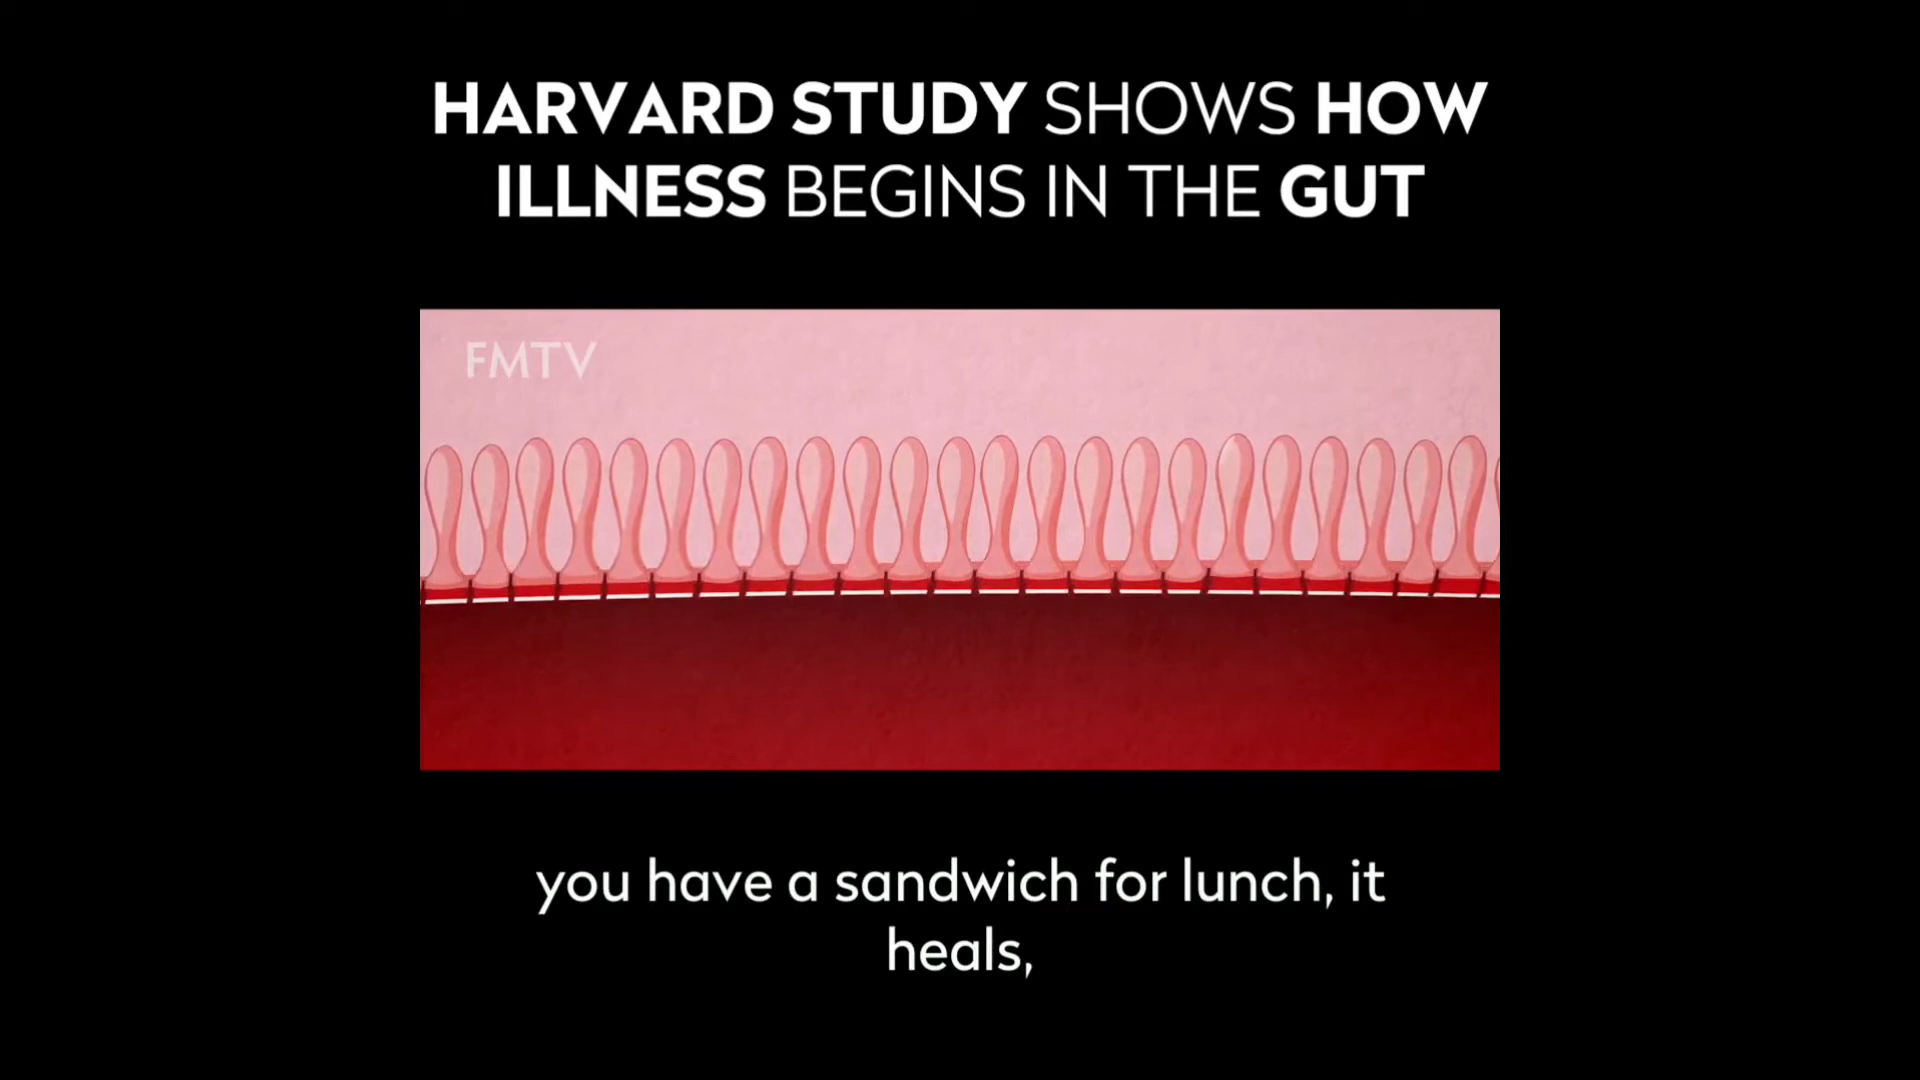 HARVARD STUDY SHOWS HOW
ILLNESS BEGINS IN THE GUT
FMTV
you have a sandwich for lunch, it
heals,